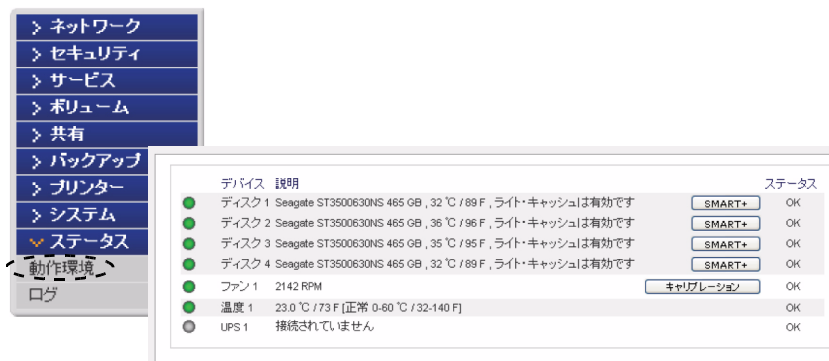 > ネットワーク
> セキュリティ
> サービス
> ボリューム
> 共有
> バックアップ
> プリンター
> システム
ステータス
動作環境
ログ
デバイス 説明 ステータス
ディスク 1 Seagate ST3500630NS 465 GB , 32 ℃ / 89 F , ライト・キャッシュは有効です SMART+ OK
ディスク 2 Seagate ST3500630NS 465 GB , 36 ℃ / 96 F , ライト・キャッシュは有効です SMART+ OK
ディスク 3 Seagate ST3500630NS 465 GB , 35 ℃ / 95 F , ライト・キャッシュは有効です SMART+ OK
ディスク 4 Seagate ST3500630NS 465 GB , 32 ℃ / 89 F , ライト・キャッシュは有効です SMART+ OK
ファン 1 2142 RPM キャリブレーション OK
温度 1 23.0 ℃ / 73 F [正常 0-60 ℃ / 32-140 F] OK
UPS 1 接続されていません OK